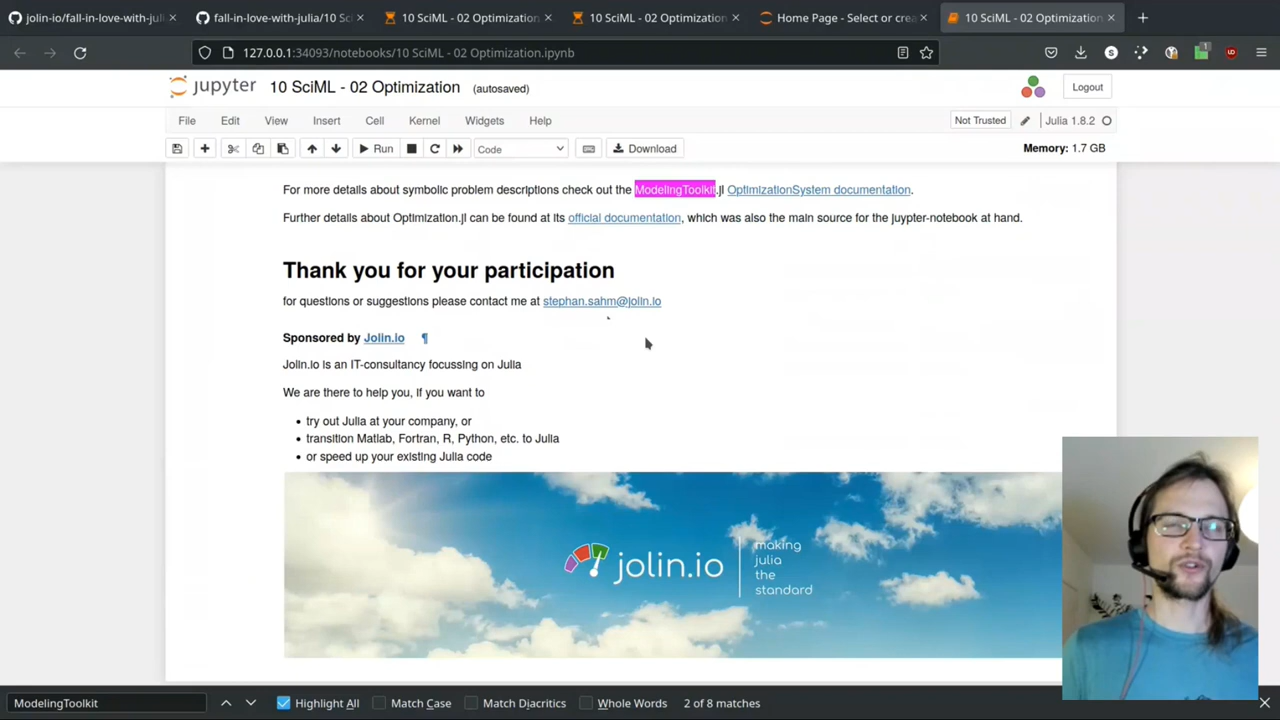 jolin-io/fall-in-love-with-juli
fall-in-love-with-julia/10 Sci
10 SciML - 02 Optimization
10 SciML - 02 Optimization
Home Page - Select or crea
10 SciML - 02 Optimization
127.0.0.1:34093/notebooks/10 SciML - 02 Optimization.ipynb
jupyter 10 SciML - 02 Optimization (autosaved) Logout
File Edit View Insert Cell Kernel Widgets Help Not Trusted Julia 1.8.2
Run Code Download Memory: 1.7 GB
For more details about symbolic problem descriptions check out the ModelingToolkit.jl OptimizationSystem documentation.
Further details about Optimization.jl can be found at its official documentation, which was also the main source for the juypter-notebook at hand.
Thank you for your participation
for questions or suggestions please contact me at stephan.sahm@jolin.io
Sponsored by Jolin.io ¶
Jolin.io is an IT-consultancy focussing on Julia
We are there to help you, if you want to
• try out Julia at your company, or
• transition Matlab, Fortran, R, Python, etc. to Julia
• or speed up your existing Julia code
jolin.io
making
julia
the
standard
ModelingToolkit Highlight All Match Case Match Diacritics Whole Words 2 of 8 matches